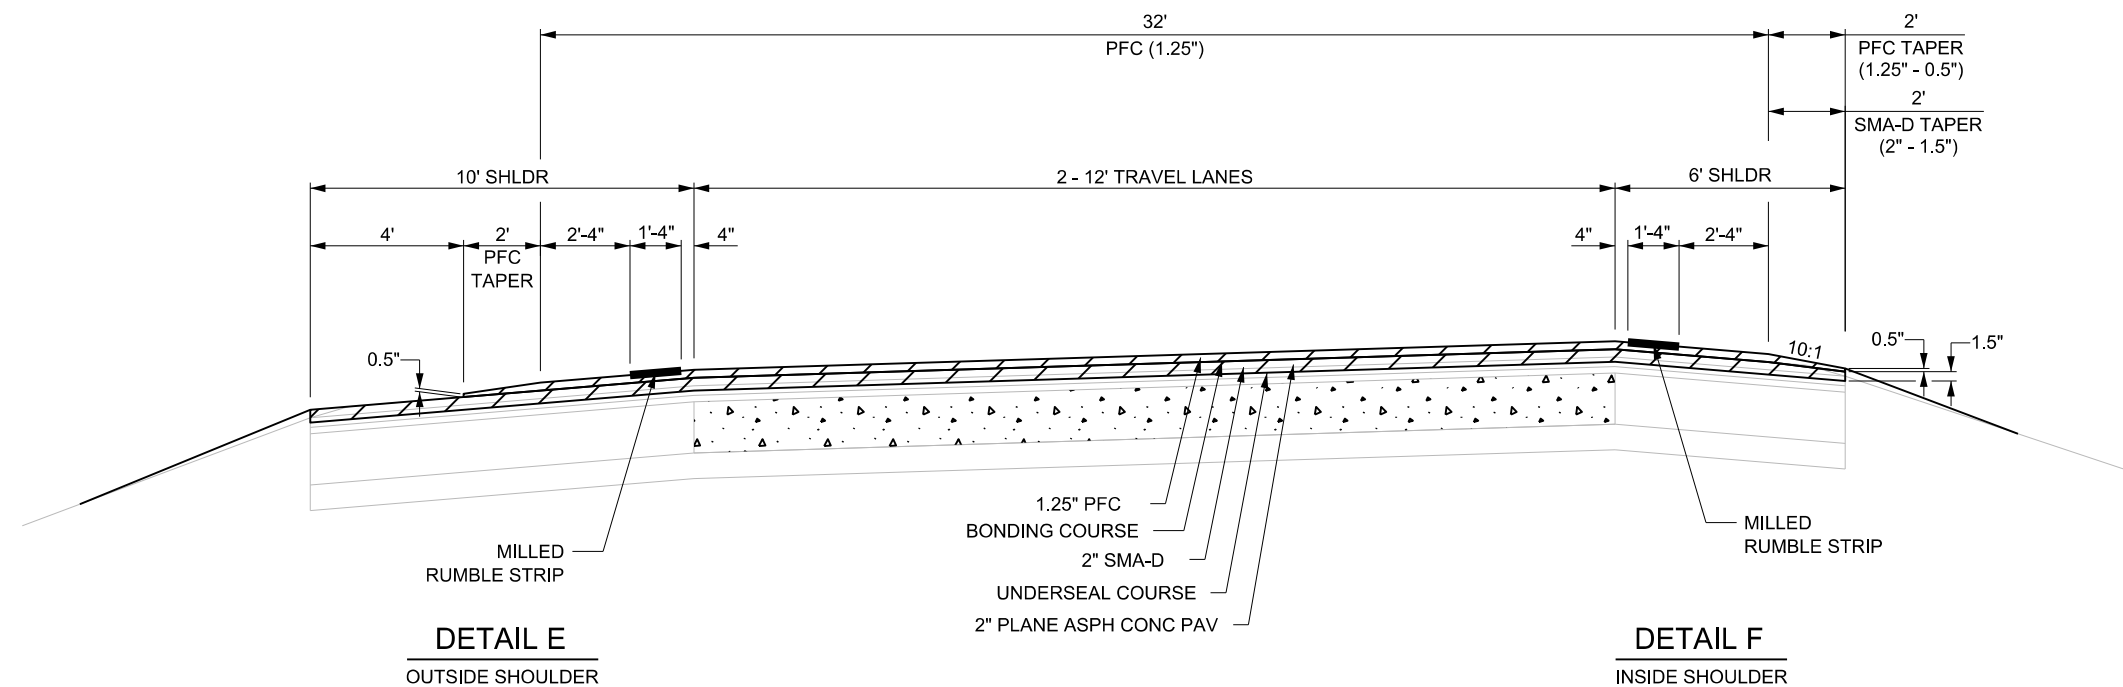 32'
PFC (1.25")
2'
PFC TAPER
(1.25" - 0.5")
2'
SMA-D TAPER
(2" - 1.5")
10' SHLDR
2 - 12' TRAVEL LANES
6' SHLDR
4'
2'
PFC
TAPER
2'-4"
1'-4"
4"
4"
1'-4"
2'-4"
0.5"
10:1
0.5"
1.5"
1.25" PFC
BONDING COURSE
2" SMA-D
UNDERSEAL COURSE
2" PLANE ASPH CONC PAV
MILLED
RUMBLE STRIP
MILLED
RUMBLE STRIP
DETAIL E
OUTSIDE SHOULDER
DETAIL F
INSIDE SHOULDER